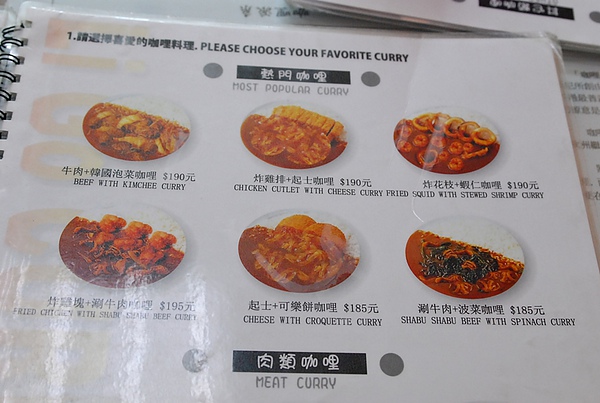 1.請選擇喜愛的咖哩料理. PLEASE CHOOSE YOUR FAVORITE CURRY
熱門咖哩
MOST POPULAR CURRY
牛肉+韓國泡菜咖哩 $190元
BEEF WITH KIMCHEE CURRY
炸雞排+起士咖哩 $190元
CHICKEN CUTLET WITH CHEESE CURRY
炸花枝+蝦仁咖哩 $190元
FRIED SQUID WITH STEWED SHRIMP CURRY
炸雞塊+涮牛肉咖哩 $195元
FRIED CHICKEN WITH SHABU SHABU BEEF CURRY
起士+可樂餅咖哩 $185元
CHEESE WITH CROQUETTE CURRY
涮牛肉+波菜咖哩 $185元
SHABU SHABU BEEF WITH SPINACH CURRY
肉類咖哩
MEAT CURRY